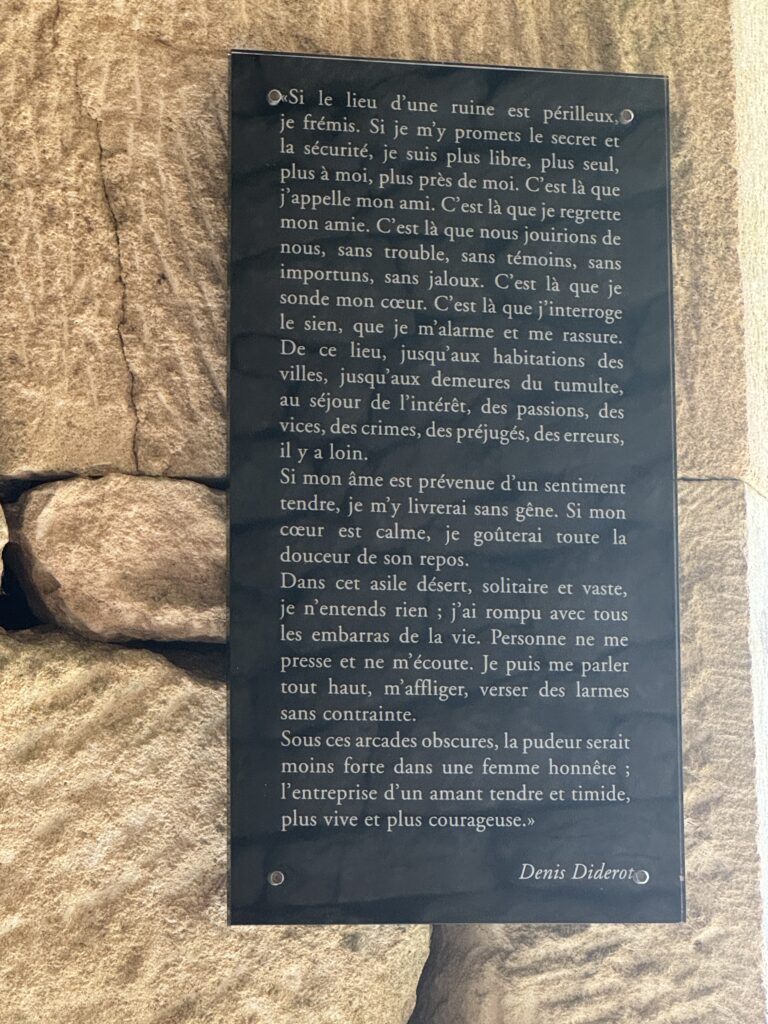 «Si le lieu d’une ruine est périlleux,
je frémis. Si je m’y promets le secret et
la sécurité, je suis plus libre, plus seul,
plus à moi, plus près de moi. C’est là que
j’appelle mon ami. C’est là que je regrette
mon amie. C’est là que nous jouirions de
nous, sans trouble, sans témoins, sans
importuns, sans jaloux. C’est là que je
sonde mon cœur. C’est là que j’interroge
le sien, que je m’alarme et me rassure.
De ce lieu, jusqu’aux habitations des
villes, jusqu’aux demeures du tumulte,
au séjour de l’intérêt, des passions, des
vices, des crimes, des préjugés, des erreurs,
il y a loin.
Si mon âme est prévenue d’un sentiment
tendre, je m’y livrerai sans gêne. Si mon
cœur est calme, je goûterai toute la
douceur de son repos.
Dans cet asile désert, solitaire et vaste,
je n’entends rien ; j’ai rompu avec tous
les embarras de la vie. Personne ne me
presse et ne m’écoute. Je puis me parler
tout haut, m’affliger, verser des larmes
sans contrainte.
Sous ces arcades obscures, la pudeur serait
moins forte dans une femme honnête ;
l’entreprise d’un amant tendre et timide,
plus vive et plus courageuse.»
Denis Diderot